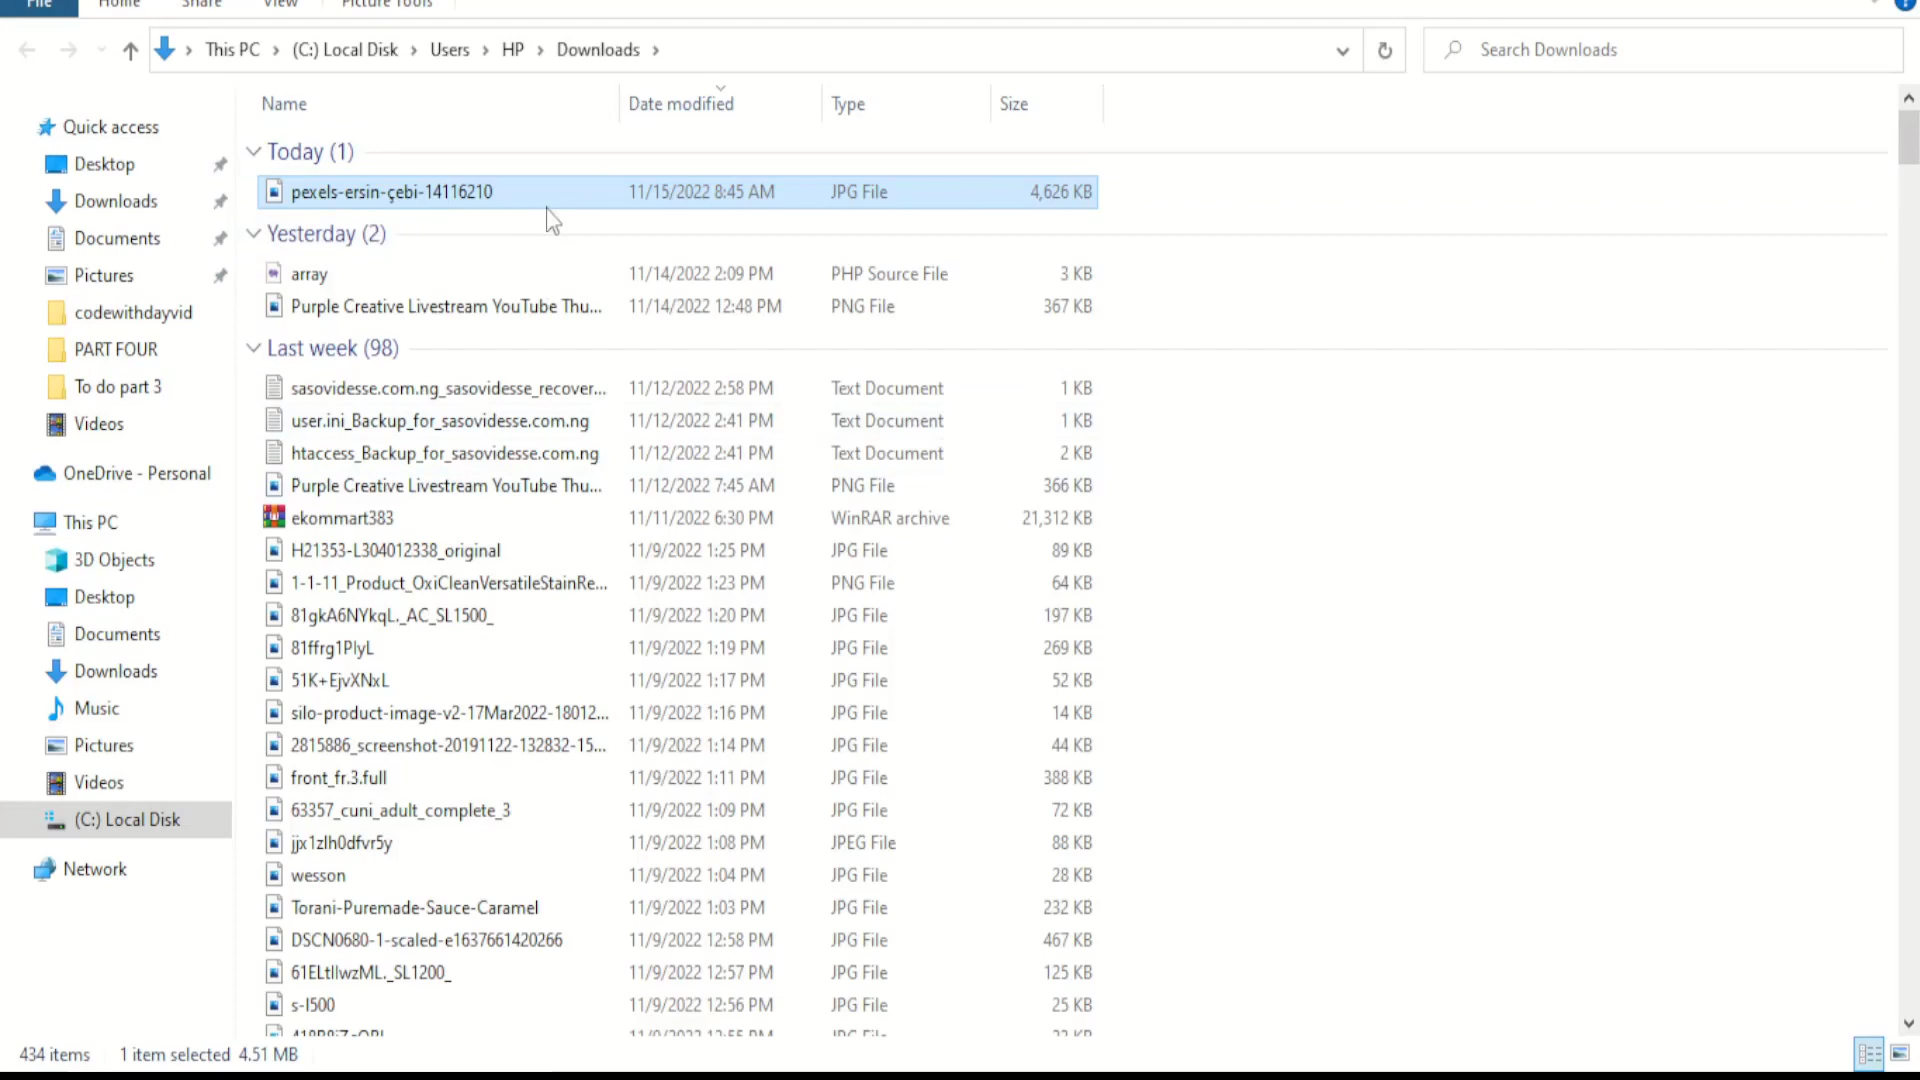 File Home Share View Picture Tools
This PC (C:) Local Disk Users HP Downloads
Search Downloads
Name Date modified Type Size
Quick access
Desktop
Downloads
Documents
Pictures
codewithdayvid
PART FOUR
To do part 3
Videos
OneDrive - Personal
This PC
3D Objects
Desktop
Documents
Downloads
Music
Pictures
Videos
(C:) Local Disk
Network
Today (1)
pexels-ersin-çebi-14116210 11/15/2022 8:45 AM JPG File 4,626 KB
Yesterday (2)
array 11/14/2022 2:09 PM PHP Source File 3 KB
Purple Creative Livestream YouTube Thu... 11/14/2022 12:48 PM PNG File 367 KB
Last week (98)
sasovidesse.com.ng_sasovidesse_recover... 11/12/2022 2:58 PM Text Document 1 KB
user.ini_Backup_for_sasovidesse.com.ng 11/12/2022 2:41 PM Text Document 1 KB
htaccess_Backup_for_sasovidesse.com.ng 11/12/2022 2:41 PM Text Document 2 KB
Purple Creative Livestream YouTube Thu... 11/12/2022 7:45 AM PNG File 366 KB
ekommart383 11/11/2022 6:30 PM WinRAR archive 21,312 KB
H21353-L304012338_original 11/9/2022 1:25 PM JPG File 89 KB
1-1-11_Product_OxiCleanVersatileStainRe... 11/9/2022 1:23 PM PNG File 64 KB
81gkA6NYkqL._AC_SL1500_ 11/9/2022 1:20 PM JPG File 197 KB
81ffrg1PlyL 11/9/2022 1:19 PM JPG File 269 KB
51K+EjvXNxL 11/9/2022 1:17 PM JPG File 52 KB
silo-product-image-v2-17Mar2022-18012... 11/9/2022 1:16 PM JPG File 14 KB
2815886_screenshot-20191122-132832-15... 11/9/2022 1:14 PM JPG File 44 KB
front_fr.3.full 11/9/2022 1:11 PM JPG File 388 KB
63357_cuni_adult_complete_3 11/9/2022 1:09 PM JPG File 72 KB
jjx1zlh0dfvr5y 11/9/2022 1:08 PM JPEG File 88 KB
wesson 11/9/2022 1:04 PM JPG File 28 KB
Torani-Puremade-Sauce-Caramel 11/9/2022 1:03 PM JPG File 232 KB
DSCN0680-1-scaled-e1637661420266 11/9/2022 12:58 PM JPG File 467 KB
61ELtlIwzML._SL1200_ 11/9/2022 12:57 PM JPG File 125 KB
s-l500 11/9/2022 12:56 PM JPG File 25 KB
434 items 1 item selected 4.51 MB